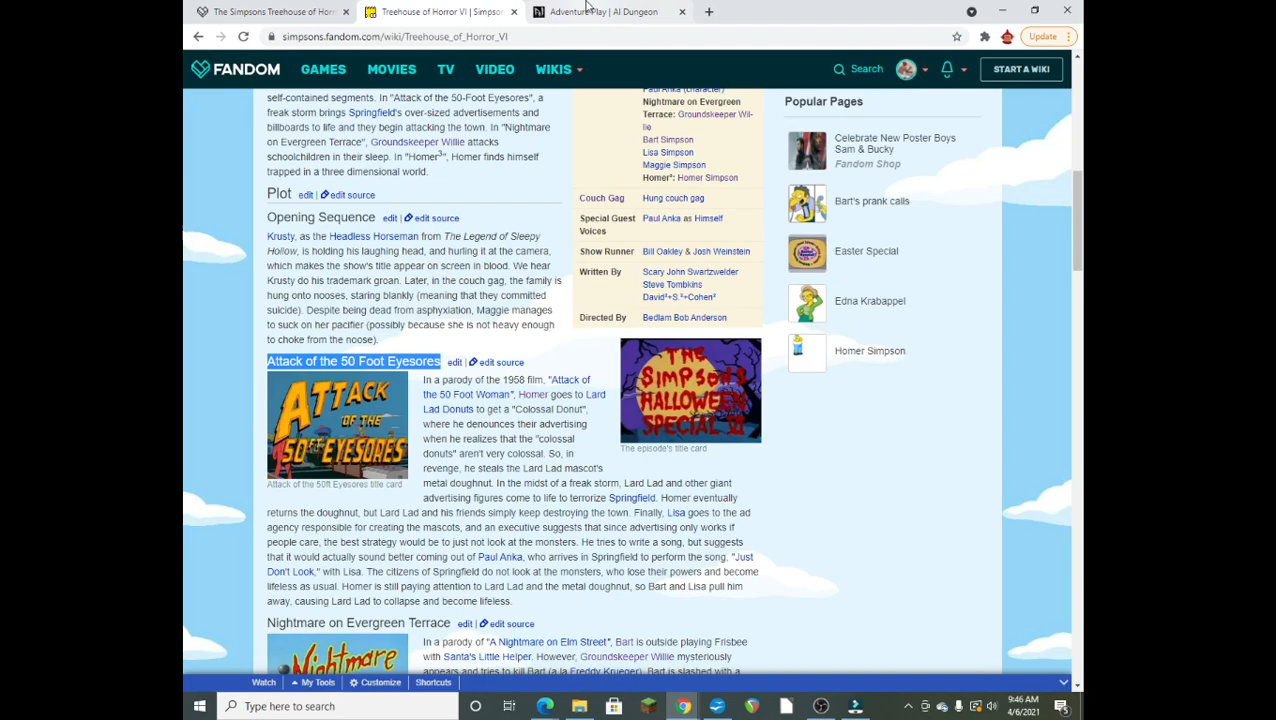 The Simpsons Treehouse of Hor
Treehouse of Horror VI | Simpso
AdventurePlay | AI Dungeon
simpsons.fandom.com/wiki/Treehouse_of_Horror_VI
Update
FANDOM
GAMES
MOVIES
TV
VIDEO
WIKIS
Search
START A WIKI
self-contained segments. In "Attack of the 50-Foot Eyesores", a
freak storm brings Springfield's over-sized advertisements and
billboards to life and they begin attacking the town. In "Nightmare
on Evergreen Terrace", Groundskeeper Willie attacks
schoolchildren in their sleep. In "Homer³", Homer finds himself
trapped in a three dimensional world.
Plot edit | edit source
Opening Sequence edit | edit source
Krusty, as the Headless Horseman from The Legend of Sleepy
Hollow, is holding his laughing head, and hurling it at the camera,
which makes the show's title appear on screen in blood. We hear
Krusty do his trademark groan. Later, in the couch gag, the family is
hung onto nooses, staring blankly (meaning that they committed
suicide). Despite being dead from asphyxiation, Maggie manages
to suck on her pacifier (possibly because she is not heavy enough
to choke from the noose).
Paul Anka (character)
Nightmare on Evergreen
Terrace: Groundskeeper Wil-
lie
Bart Simpson
Lisa Simpson
Maggie Simpson
Homer³: Homer Simpson
Couch Gag Hung couch gag
Special Guest Paul Anka as Himself
Voices
Show Runner Bill Oakley & Josh Weinstein
Written By Scary John Swartzwelder
Steve Tombkins
David²+S.²+Cohen²
Directed By Bedlam Bob Anderson
Popular Pages
Celebrate New Poster Boys
Sam & Bucky
Fandom Shop
Bart's prank calls
Easter Special
Edna Krabappel
Homer Simpson
Attack of the 50 Foot Eyesores edit | edit source
ATTACK
OF THE
50FT EYESORES
Attack of the 50ft Eyesores title card
THE
SIMPSONS
HALLOWEEN
SPECIAL VI
The episode's title card
In a parody of the 1958 film, "Attack of
the 50 Foot Woman", Homer goes to Lard
Lad Donuts to get a "Colossal Donut",
where he denounces their advertising
when he realizes that the "colossal
donuts" aren't very colossal. So, in
revenge, he steals the Lard Lad mascot's
metal doughnut. In the midst of a freak storm, Lard Lad and other giant
advertising figures come to life to terrorize Springfield. Homer eventually
returns the doughnut, but Lard Lad and his friends simply keep destroying the town. Finally, Lisa goes to the ad
agency responsible for creating the mascots, and an executive suggests that since advertising only works if
people care, the best strategy would be to just not look at the monsters. He tries to write a song, but suggests
that it would actually sound better coming out of Paul Anka, who arrives in Springfield to perform the song, "Just
Don't Look," with Lisa. The citizens of Springfield do not look at the monsters, who lose their powers and become
lifeless as usual. Homer is still paying attention to Lard Lad and the metal doughnut, so Bart and Lisa pull him
away, causing Lard Lad to collapse and become lifeless.
Nightmare on Evergreen Terrace edit | edit source
Nightmare
In a parody of "A Nightmare on Elm Street", Bart is outside playing Frisbee
with Santa's Little Helper. However, Groundskeeper Willie mysteriously
appears and tries to kill Bart (a la Freddy Krueger). Bart is slashed with a
Watch
My Tools
Customize
Shortcuts
Type here to search
9:46 AM
4/6/2021
5